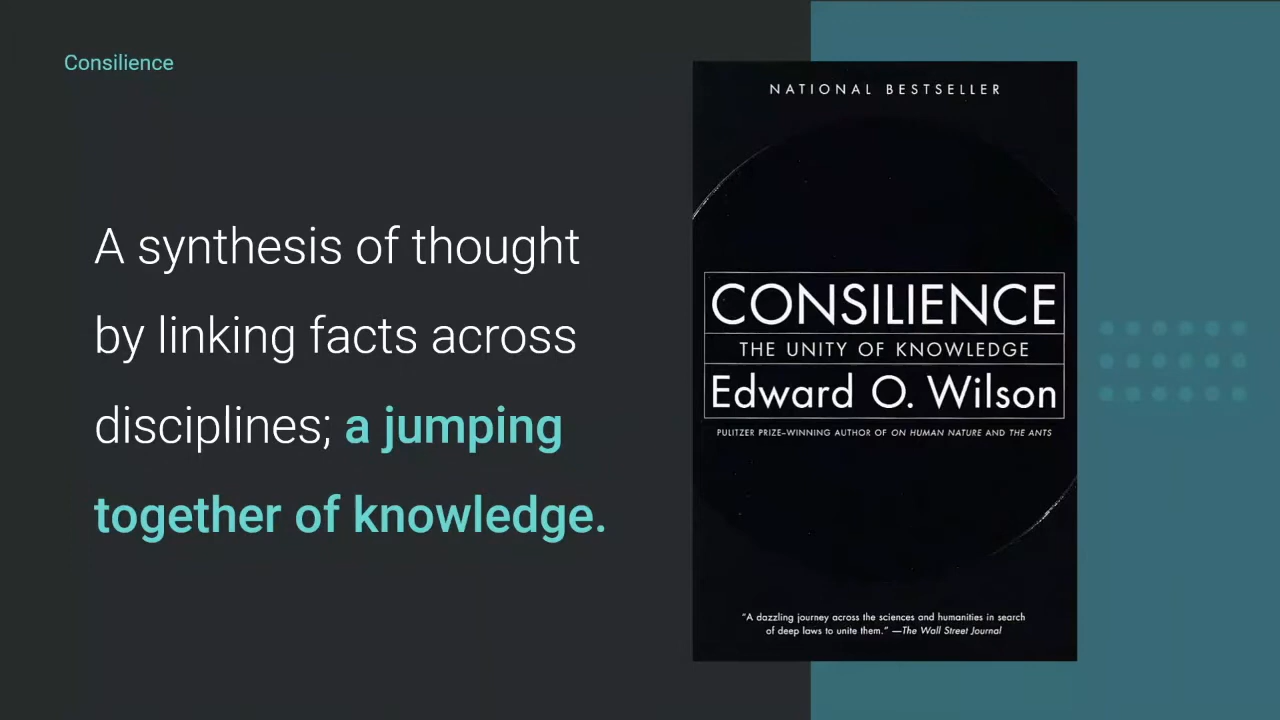 Consilience
A synthesis of thought
by linking facts across
disciplines; a jumping
together of knowledge.
NATIONAL BESTSELLER
CONSILIENCE
THE UNITY OF KNOWLEDGE
Edward O. Wilson
PULITZER PRIZE–WINNING AUTHOR OF ON HUMAN NATURE AND THE ANTS
"A dazzling journey across the sciences and humanities in search
of deep laws to unite them." —The Wall Street Journal